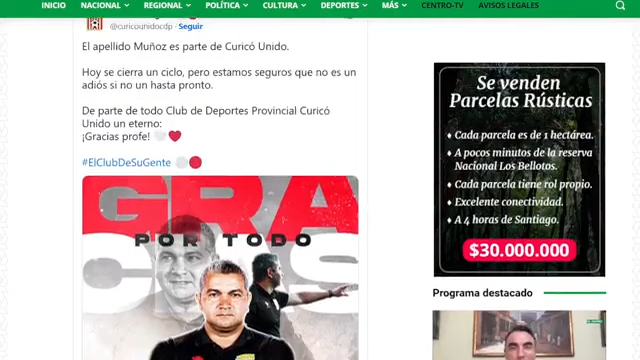 INICIO NACIONAL REGIONAL POLÍTICA CULTURA DEPORTES MÁS CENTRO-TV AVISOS LEGALES
@curicounidocdp · Seguir
El apellido Muñoz es parte de Curicó Unido.
Hoy se cierra un ciclo, pero estamos seguros que no es un
adiós si no un hasta pronto.
De parte de todo Club de Deportes Provincial Curicó
Unido un eterno:
¡Gracias profe! 🤍❤️
#ElClubDeSuGente ⚪🔴
GRA
POR TODO
CIAS
Se venden
Parcelas Rústicas
• Cada parcela es de 1 hectárea.
• A pocos minutos de la reserva
Nacional Los Bellotos.
• Cada parcela tiene rol propio.
• Excelente conectividad.
• A 4 horas de Santiago.
$30.000.000
Programa destacado